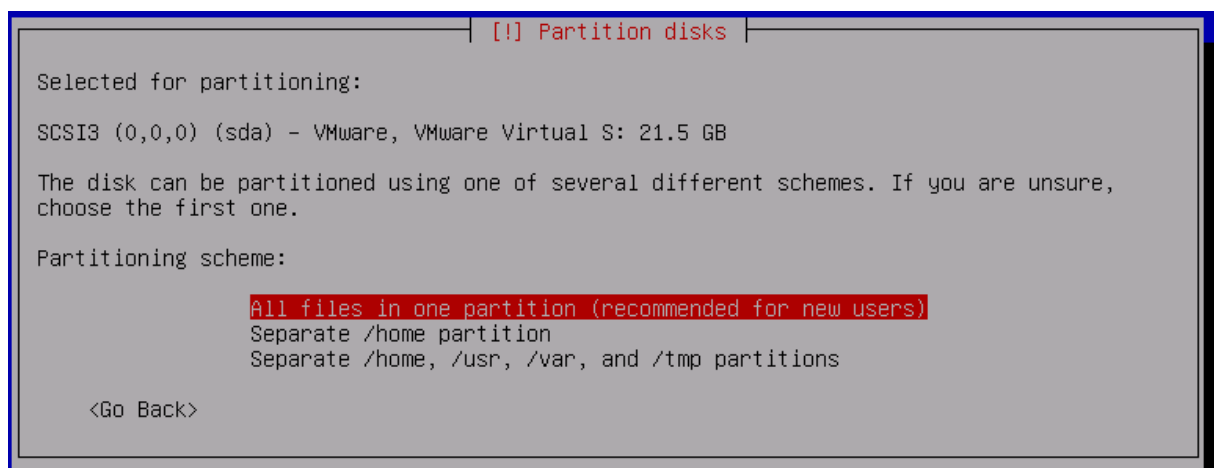 [!] Partition disks
Selected for partitioning:
SCSI3 (0,0,0) (sda) – VMware, VMware Virtual S: 21.5 GB
The disk can be partitioned using one of several different schemes. If you are unsure,
choose the first one.
Partitioning scheme:
All files in one partition (recommended for new users)
Separate /home partition
Separate /home, /usr, /var, and /tmp partitions
<Go Back>